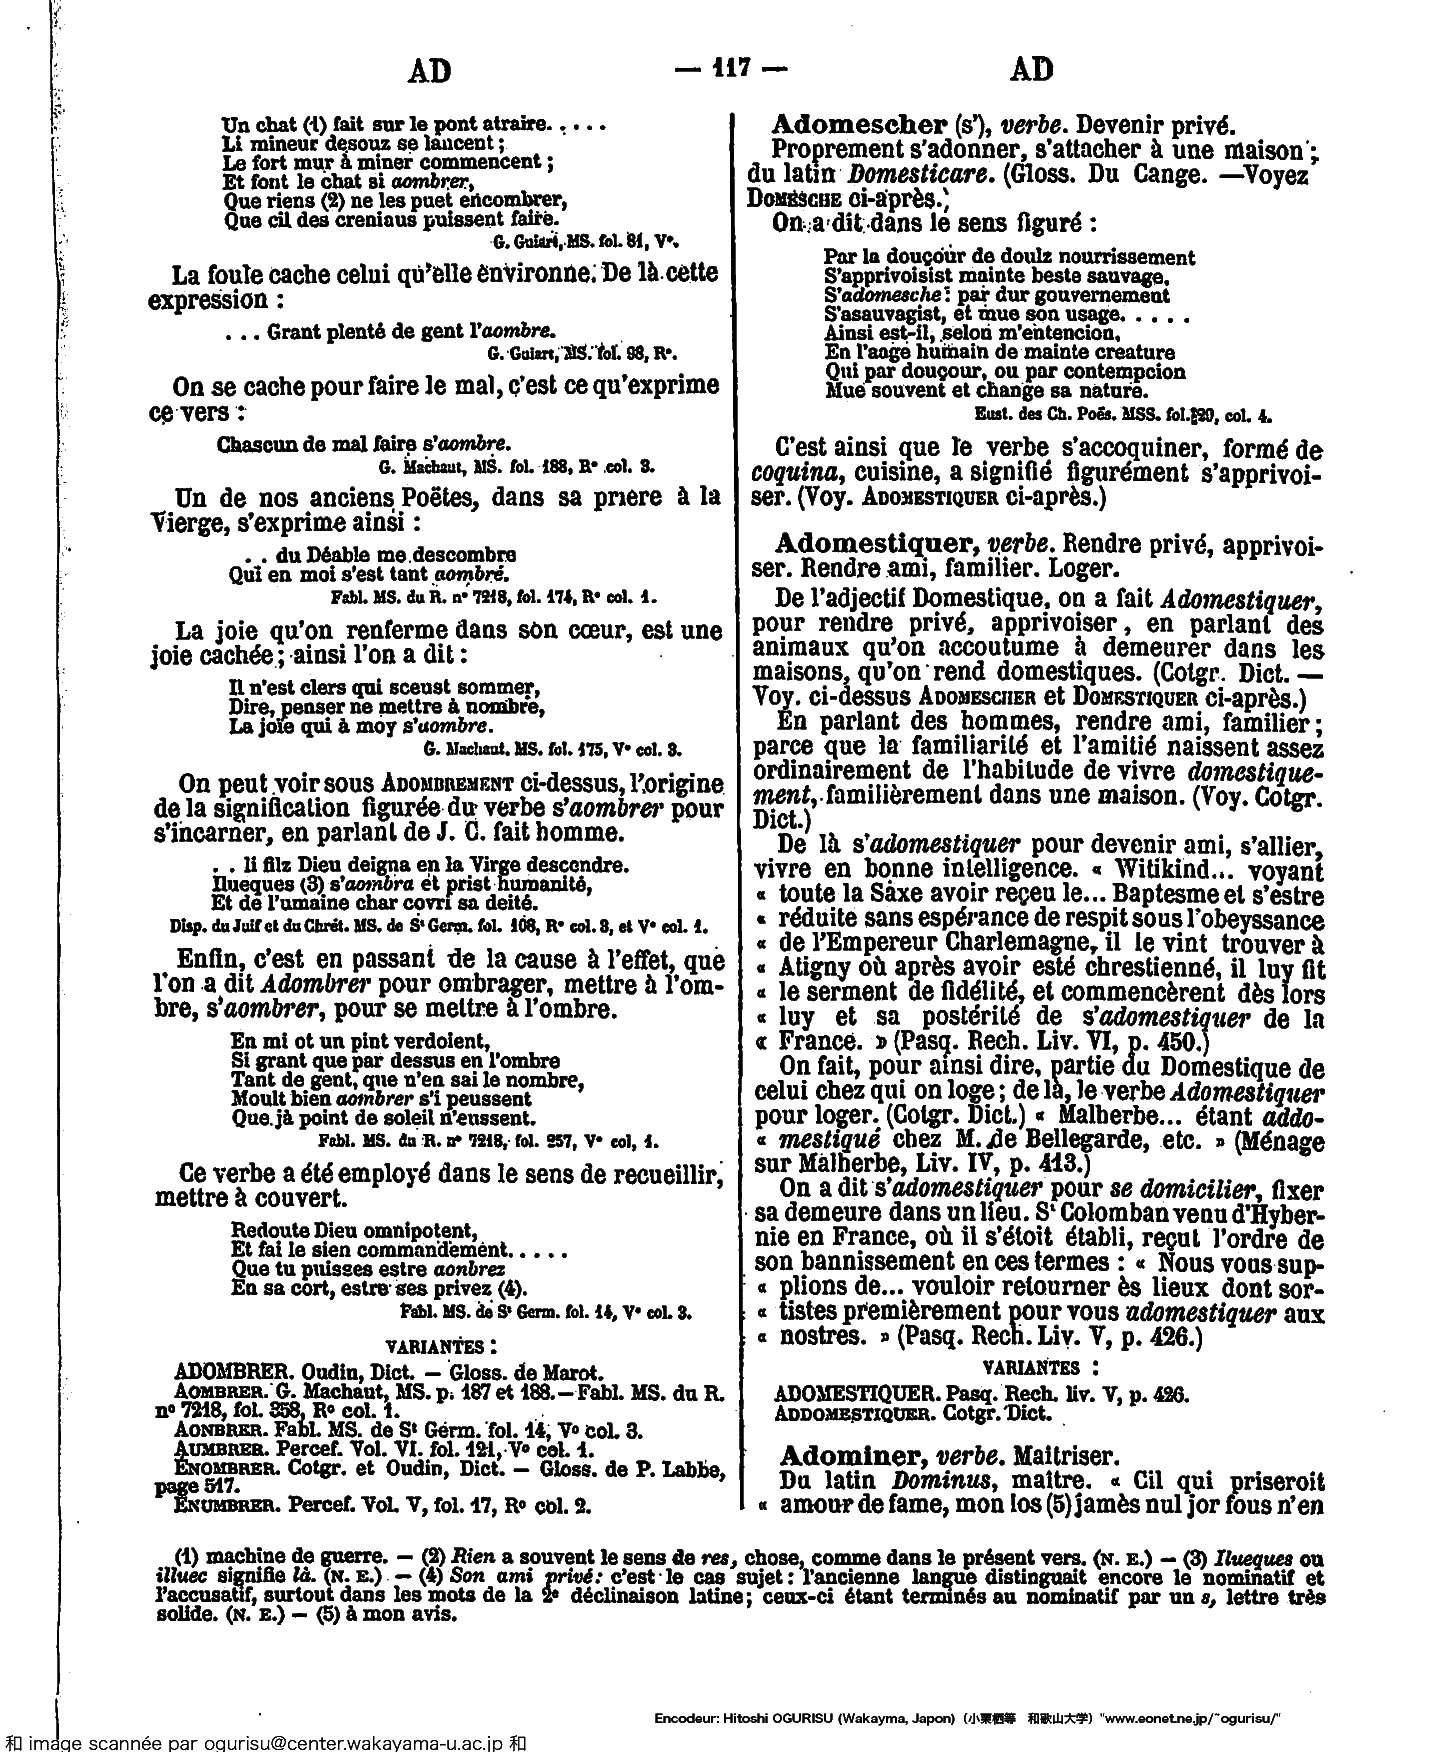 AD
— 117 —
AD
Un chat (1) fait sur le pont atraire. . . . .
Li mineur desouz se lancent ;
Le fort mur à miner commencent ;
Et font le chat si aombrer,
Que riens (2) ne les puet encombrer,
Que cil des creniaus puissent faire.
G. Guiart, MS. fol. 81, V°.
La foule cache celui qu'elle environne. De là cette
expression :
. . . Grant plenté de gent l'aombre.
G. Guiart, MS. fol. 98, R°.
On se cache pour faire le mal, c'est ce qu'exprime
ce vers :
Chascun de mal faire s'aombre.
G. Machaut, MS. fol. 188, R° col. 3.
Un de nos anciens Poëtes, dans sa prière à la
Vierge, s'exprime ainsi :
. . du Déable me descombre
Qui en moi s'est tant aombré.
Fabl. MS. du R. n° 7218, fol. 174, R° col. 1.
La joie qu'on renferme dans son cœur, est une
joie cachée ; ainsi l'on a dit :
Il n'est clers qui sceust sommer,
Dire, penser ne mettre à nombre,
La joie qui à moy s'aombre.
G. Machaut. MS. fol. 175, V° col. 3.
On peut voir sous ADOMBREMENT ci-dessus, l'origine
de la signification figurée du verbe s'aombrer pour
s'incarner, en parlant de J. C. fait homme.
. . li filz Dieu deigna en la Virge descendre.
Ilueques (3) s'aombra et prist humanité,
Et de l'umaine char covri sa deité.
Disp. du Juif et du Chrét. MS. de St Germ. fol. 108, R° col. 3, et V° col. 1.
Enfin, c'est en passant de la cause à l'effet, que
l'on a dit Adombrer pour ombrager, mettre à l'om-
bre, s'aombrer, pour se mettre à l'ombre.
En mi ot un pint verdoient,
Si grant que par dessus en l'ombre
Tant de gent, que n'en sai le nombre,
Moult bien aombrer s'i peussent
Que jà point de soleil n'eussent.
Fabl. MS. du R. n° 7218, fol. 257, V° col, 1.
Ce verbe a été employé dans le sens de recueillir,
mettre à couvert.
Redoute Dieu omnipotent,
Et fai le sien commandement. . . . .
Que tu puisses estre aonbrez
En sa cort, estre ses privez (4).
Fabl. MS. de St Germ. fol. 14, V° col. 3.
VARIANTES :
ADOMBRER. Oudin, Dict. — Gloss. de Marot.
AOMBRER. G. Machaut, MS. p. 187 et 188. — Fabl. MS. du R.
n° 7218, fol. 358, R° col. 1.
AONBRER. Fabl. MS. de St Germ. fol. 14, V° col. 3.
AUMBRER. Percef. Vol. VI. fol. 121, V° col. 1.
ENOMBRER. Cotgr. et Oudin, Dict. — Gloss. de P. Labbe,
page 517.
ENUMBRER. Percef. Vol. V, fol. 17, R° col. 2.
Adomescher (s'), verbe. Devenir privé.
Proprement s'adonner, s'attacher à une maison ;
du latin Domesticare. (Gloss. Du Cange. — Voyez
DOMESCHE ci-après.)
On a dit dans le sens figuré :
Par la douçour de doulz nourrissement
S'apprivoisist mainte beste sauvage,
S'adomesche : par dur gouvernement
S'asauvagist, et mue son usage. . . . .
Ainsi est-il, selon m'entencion,
En l'aage humain de mainte creature
Qui par douçour, ou par contempcion
Mue souvent et change sa nature.
Eust. des Ch. Poës. MSS. fol. 20, col. 4.
C'est ainsi que le verbe s'accoquiner, formé de
coquina, cuisine, a signifié figurément s'apprivoi-
ser. (Voy. ADOMESTIQUER ci-après.)
Adomestiquer, verbe. Rendre privé, apprivoi-
ser. Rendre ami, familier. Loger.
De l'adjectif Domestique, on a fait Adomestiquer,
pour rendre privé, apprivoiser, en parlant des
animaux qu'on accoutume à demeurer dans les
maisons, qu'on rend domestiques. (Cotgr. Dict. —
Voy. ci-dessus ADOMESCHER et DOMESTIQUER ci-après.)
En parlant des hommes, rendre ami, familier ;
parce que la familiarité et l'amitié naissent assez
ordinairement de l'habitude de vivre domestique-
ment, familièrement dans une maison. (Voy. Cotgr.
Dict.)
De là s'adomestiquer pour devenir ami, s'allier,
vivre en bonne intelligence. « Witikind... voyant
« toute la Saxe avoir reçeu le... Baptesme et s'estre
« réduite sans espérance de respit sous l'obeyssance
« de l'Empereur Charlemagne, il le vint trouver à
« Atigny où après avoir esté chrestienné, il luy fit
« le serment de fidélité, et commencèrent dès lors
« luy et sa postérité de s'adomestiquer de la
« France. » (Pasq. Rech. Liv. VI, p. 450.)
On fait, pour ainsi dire, partie du Domestique de
celui chez qui on loge ; de là, le verbe Adomestiquer
pour loger. (Cotgr. Dict.) « Malherbe... étant addo-
« mestiqué chez M. de Bellegarde, etc. » (Ménage
sur Malherbe, Liv. IV, p. 413.)
On a dit s'adomestiquer pour se domicilier, fixer
sa demeure dans un lieu. St Colomban venu d'Hyber-
nie en France, où il s'étoit établi, reçut l'ordre de
son bannissement en ces termes : « Nous vous sup-
« plions de... vouloir retourner ès lieux dont sor-
« tistes premièrement pour vous adomestiquer aux
« nostres. » (Pasq. Rech. Liv. V, p. 426.)
VARIANTES :
ADOMESTIQUER. Pasq. Rech. liv. V, p. 426.
ADDOMESTIQUER. Cotgr. Dict.
Adominer, verbe. Maitriser.
Du latin Dominus, maître. « Cil qui priseroit
« amour de fame, mon los (5) jamès nul jor fous n'en
(1) machine de guerre. — (2) Rien a souvent le sens de res, chose, comme dans le présent vers. (N. E.) — (3) Ilueques ou
illuec signifie là. (N. E.) — (4) Son ami privé : c'est le cas sujet : l'ancienne langue distinguait encore le nominatif et
l'accusatif, surtout dans les mots de la 2e déclinaison latine ; ceux-ci étant terminés au nominatif par un s, lettre très
solide. (N. E.) — (5) à mon avis.
Encodeur: Hitoshi OGURISU (Wakayma, Japon) (小栗栖等 和歌山大学) "www.eonet.ne.jp/~ogurisu/"
和 image scannée par ogurisu@center.wakayama-u.ac.jp 和